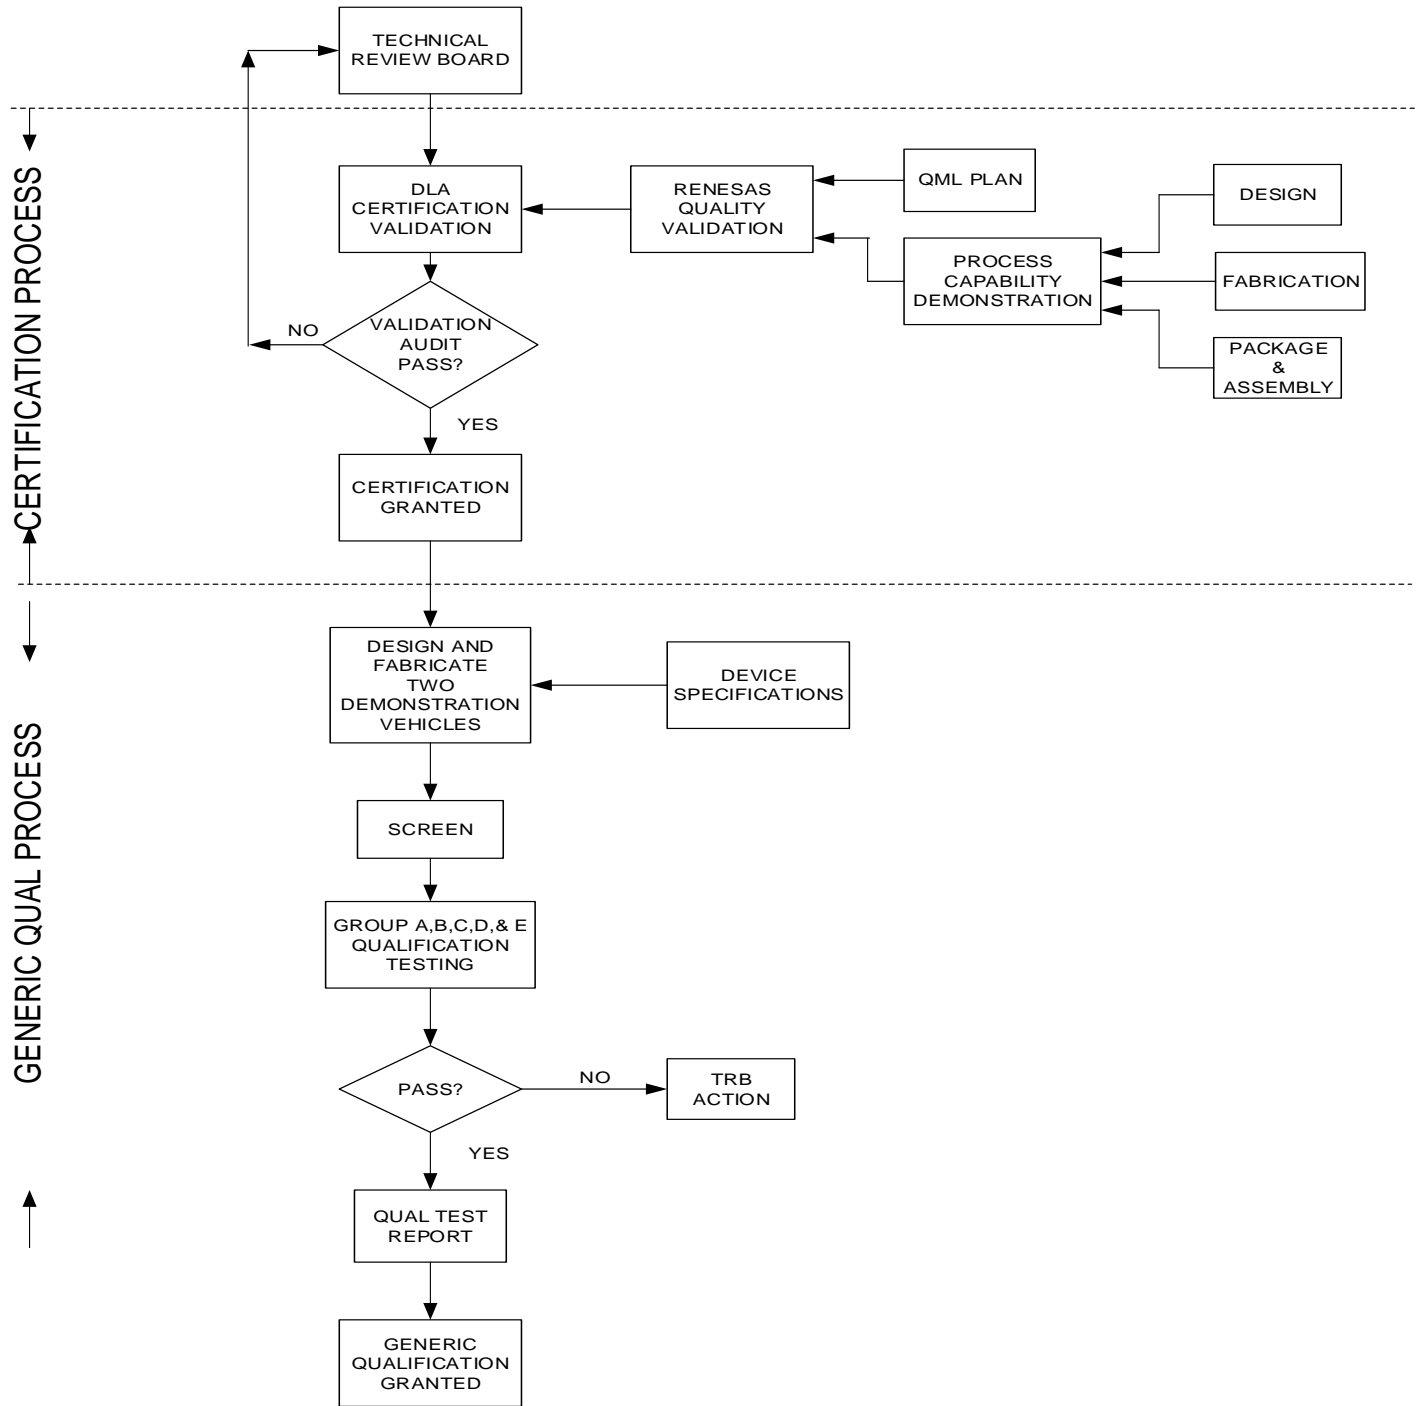 TECHNICAL
REVIEW BOARD
CERTIFICATION PROCESS
DLA
CERTIFICATION
VALIDATION
RENESAS
QUALITY
VALIDATION
QML PLAN
DESIGN
PROCESS
CAPABILITY
DEMONSTRATION
FABRICATION
PACKAGE
&
ASSEMBLY
VALIDATION
AUDIT
PASS?
NO
YES
CERTIFICATION
GRANTED
GENERIC QUAL PROCESS
DESIGN AND
FABRICATE
TWO
DEMONSTRATION
VEHICLES
DEVICE
SPECIFICATIONS
SCREEN
GROUP A,B,C,D,& E
QUALIFICATION
TESTING
PASS?
NO
TRB
ACTION
YES
QUAL TEST
REPORT
GENERIC
QUALIFICATION
GRANTED